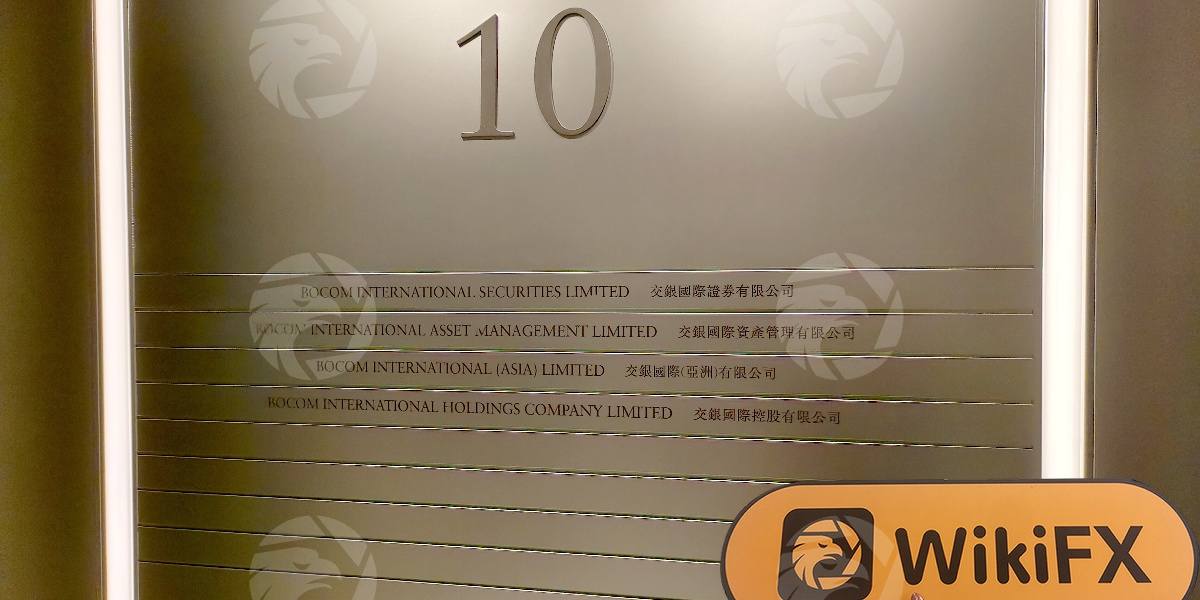 10
BOCOM INTERNATIONAL SECURITIES LIMITED 交銀國際證券有限公司
BOCOM INTERNATIONAL ASSET MANAGEMENT LIMITED 交銀國際資產管理有限公司
BOCOM INTERNATIONAL (ASIA) LIMITED 交銀國際(亞洲)有限公司
BOCOM INTERNATIONAL HOLDINGS COMPANY LIMITED 交銀國際控股有限公司
WikiFX